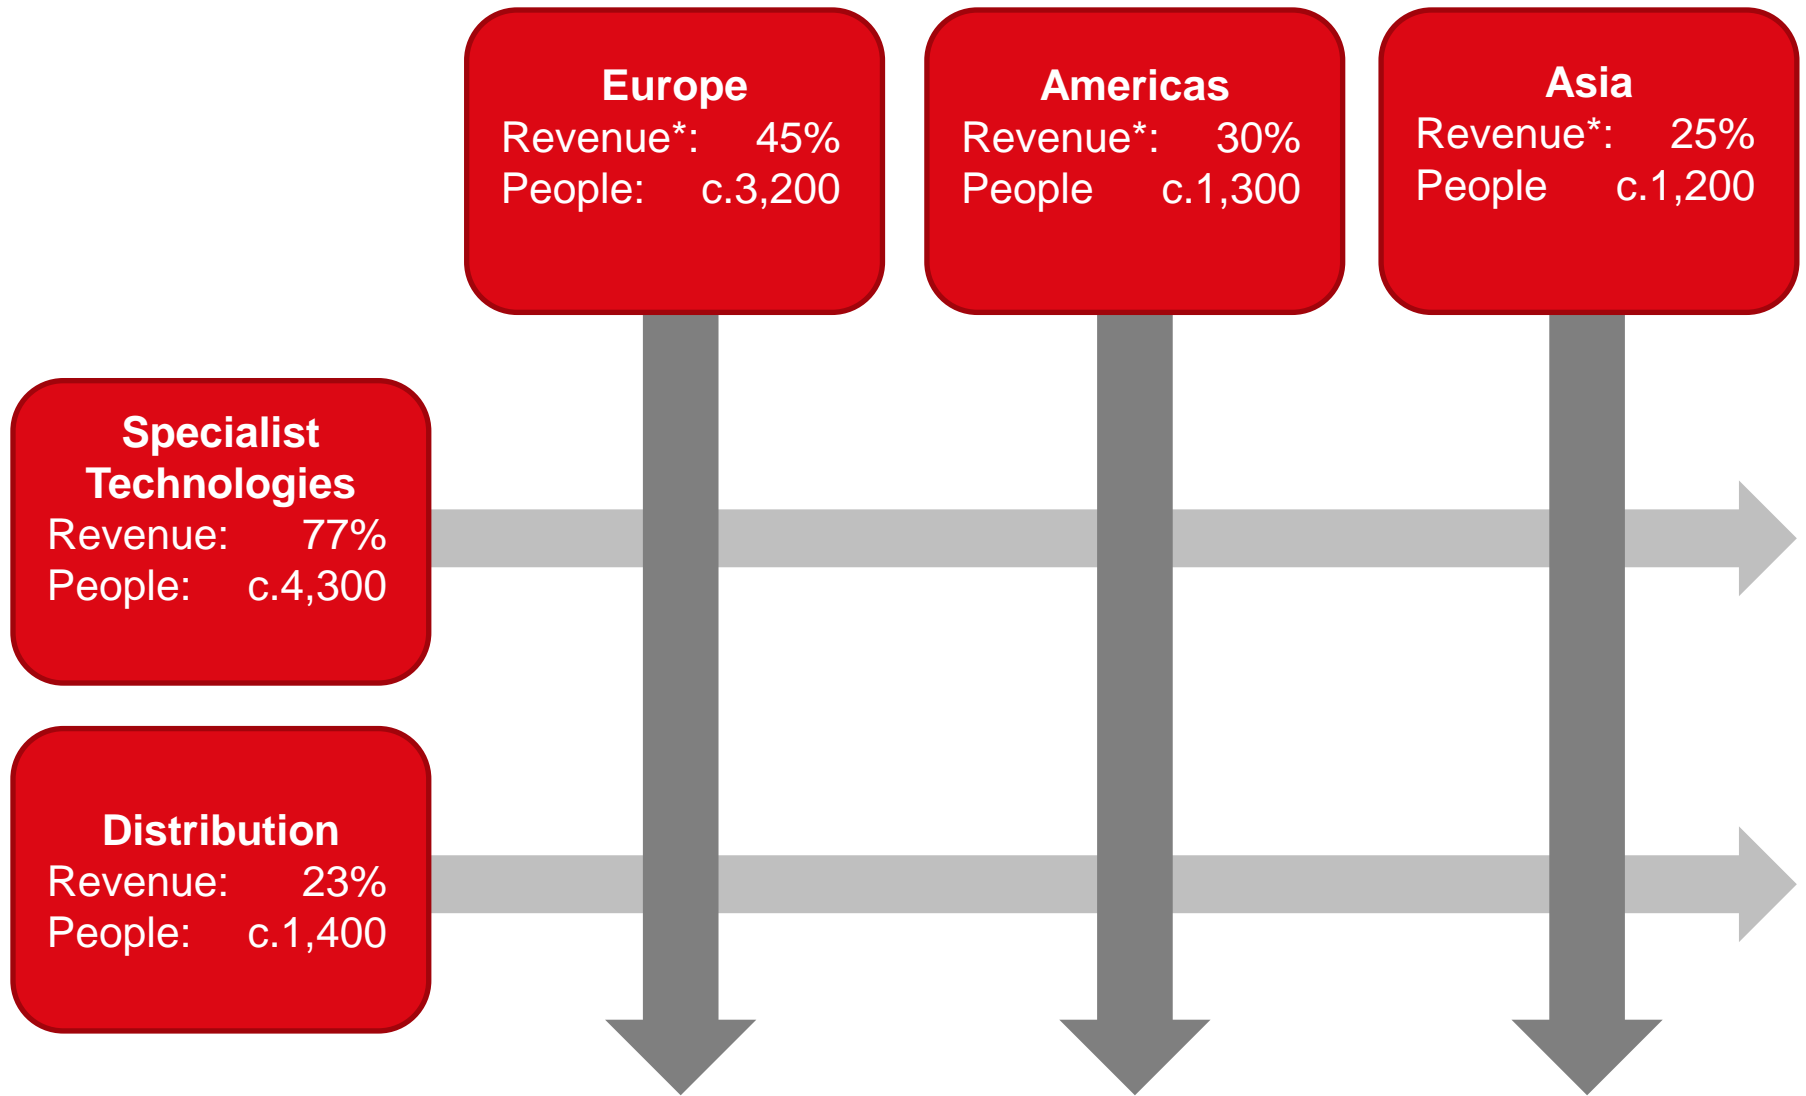 Europe
Revenue*: 45%
People: c.3,200
Americas
Revenue*: 30%
People c.1,300
Asia
Revenue*: 25%
People c.1,200
Specialist
Technologies
Revenue: 77%
People: c.4,300
Distribution
Revenue: 23%
People: c.1,400